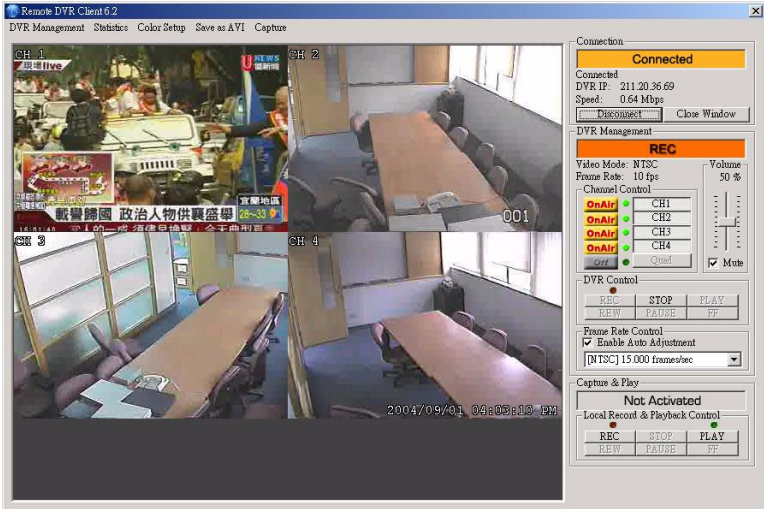 Remote DVR Client 6.2
DVR Management Statistics Color Setup Save as AVI Capture
CH 1
現場live
U NEWS
載譽歸國 政治人物供襄盛舉
宜蘭地區
28~33
16:01:48
CH 2
001
CH 3
CH 4
2004/09/01 04:03:10 PM
Connection
Connected
Connected
DVR IP: 211.20.36.69
Speed: 0.64 Mbps
Disconnect Close Window
DVR Management
REC
Video Mode: NTSC
Frame Rate: 10 fps
Volume
50 %
Channel Control
OnAir CH1
OnAir CH2
OnAir CH3
OnAir CH4
Off Quad
Mute
DVR Control
REC STOP PLAY
REW PAUSE FF
Frame Rate Control
Enable Auto Adjustment
[NTSC] 15.000 frames/sec
Capture & Play
Not Activated
Local Record & Playback Control
REC STOP PLAY
REW PAUSE FF